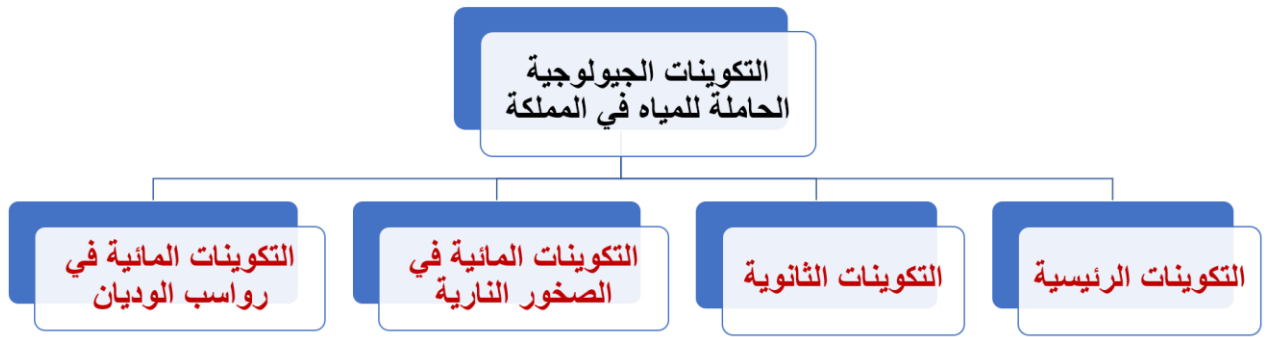 التكوينات الجيولوجية
الحاملة للمياه في المملكة
التكوينات الرئيسية
التكوينات الثانوية
التكوينات المائية في
الصخور النارية
التكوينات المائية في
رواسب الوديان